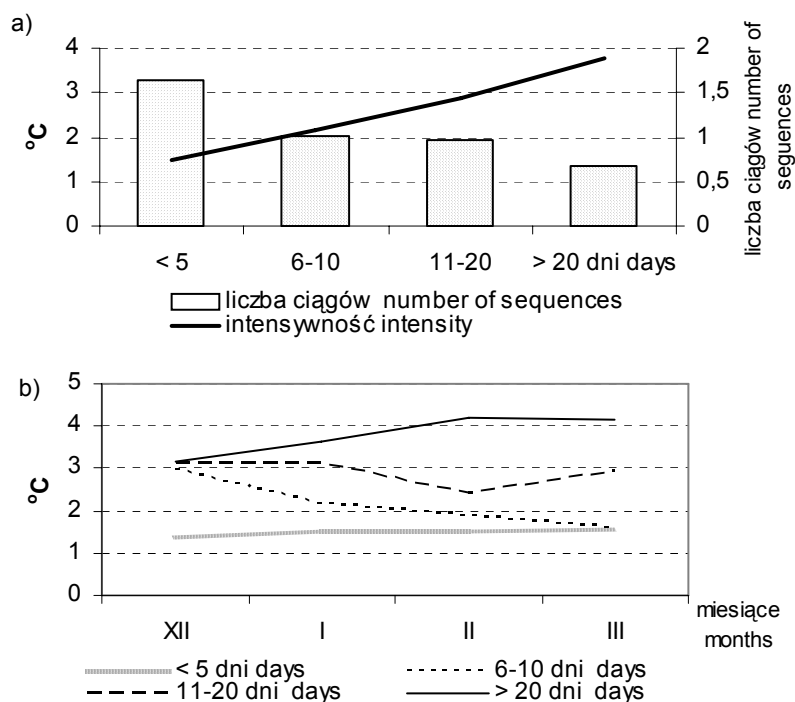 a)
4
3
2
1
0
°C
2
1,5
1
0,5
0
liczba ciągów number of
seguences
< 5 6-10 11-20 > 20 dni days
liczba ciągów number of sequences
intensywność intensity
b)
5
4
3
2
1
0
°C
XII I II III
miesiące
months
< 5 dni days 6-10 dni days
11-20 dni days > 20 dni days